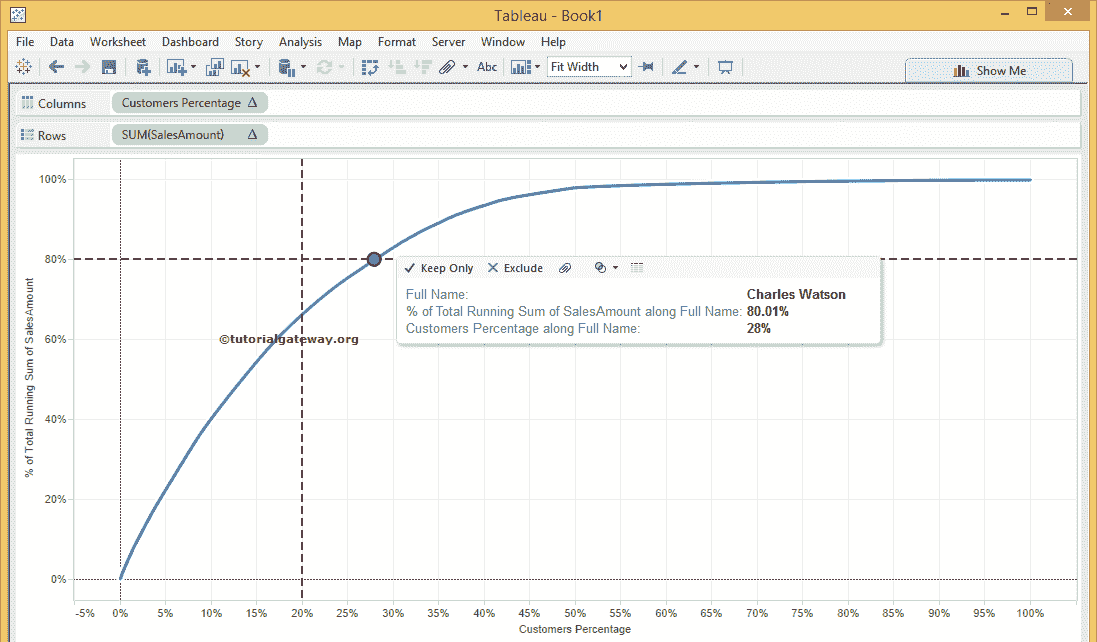 Tableau - Book1
File Data Worksheet Dashboard Story Analysis Map Format Server Window Help
Abc Fit Width Show Me
Columns Customers Percentage Δ
Rows SUM(SalesAmount) Δ
100%
80%
Keep Only Exclude
Full Name: Charles Watson
% of Total Running Sum of SalesAmount along Full Name: 80.01%
Customers Percentage along Full Name: 28%
60%
©tutorialgateway.org
40%
20%
0%
% of Total Running Sum of SalesAmount
-5% 0% 5% 10% 15% 20% 25% 30% 35% 40% 45% 50% 55% 60% 65% 70% 75% 80% 85% 90% 95% 100%
Customers Percentage